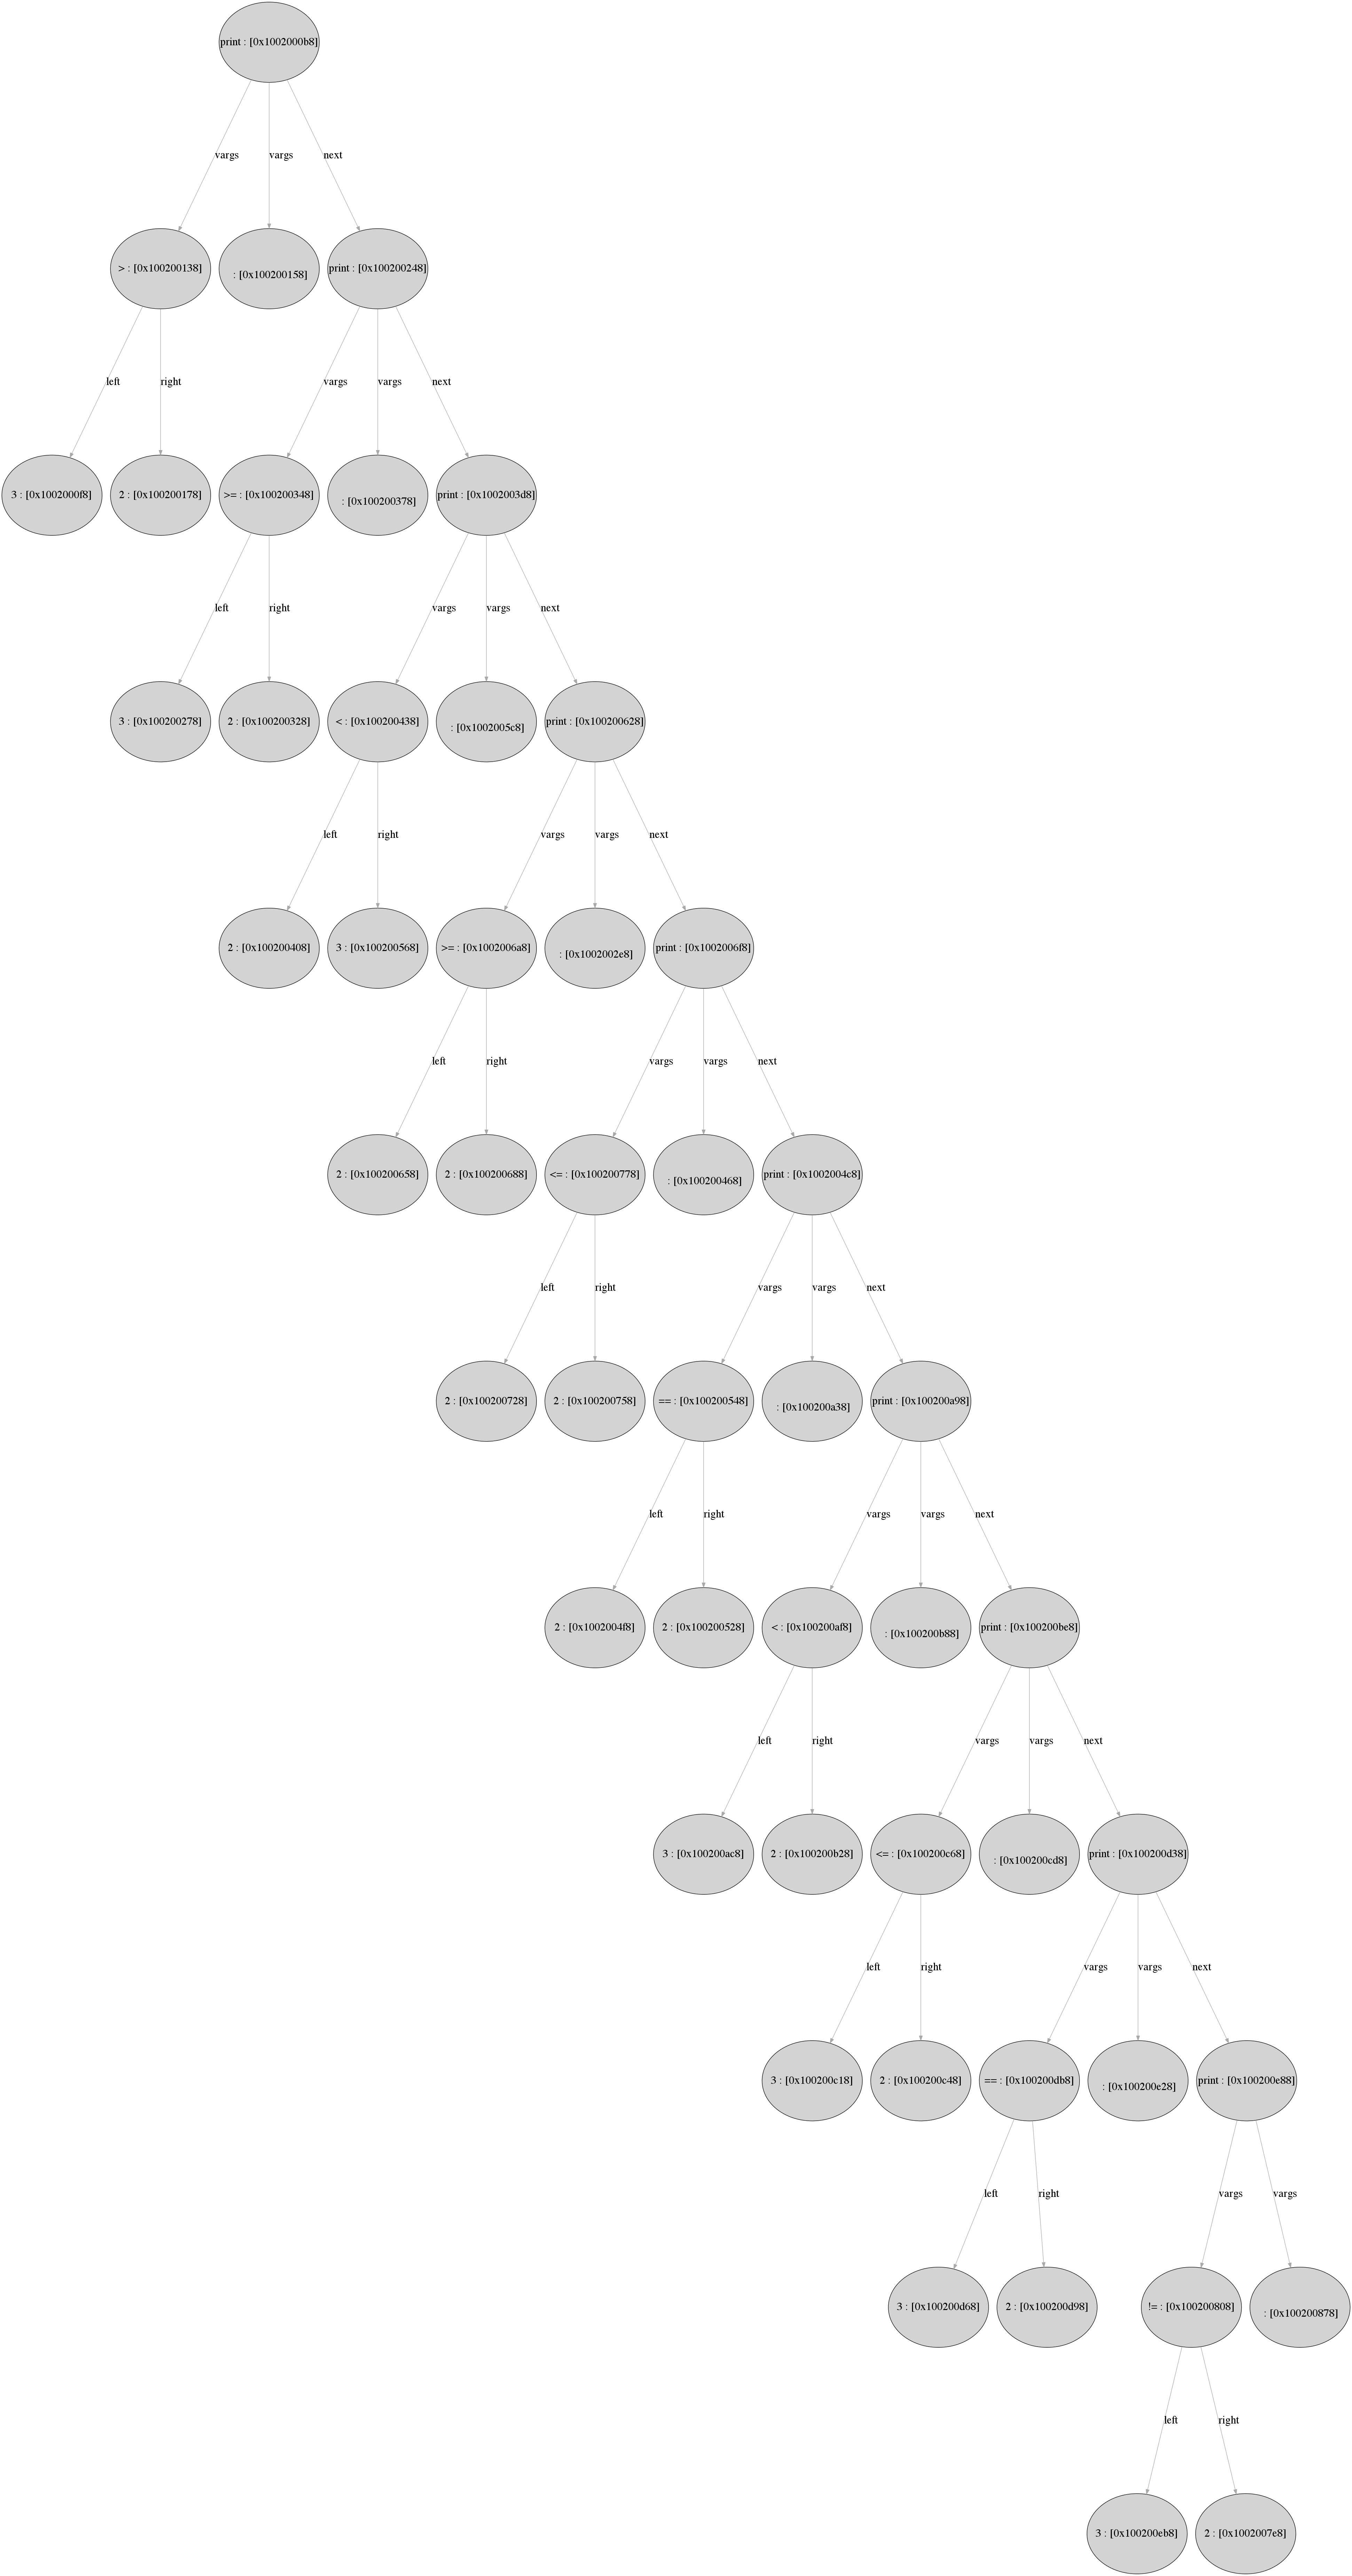 print : [0x1002000b8]
vargs
vargs
next
> : [0x100200138]
: [0x100200158]
print : [0x100200248]
left
right
vargs
vargs
next
3 : [0x1002000f8]
2 : [0x100200178]
>= : [0x100200348]
: [0x100200378]
print : [0x1002003d8]
left
right
vargs
vargs
next
3 : [0x100200278]
2 : [0x100200328]
< : [0x100200438]
: [0x1002005c8]
print : [0x100200628]
left
right
vargs
vargs
next
2 : [0x100200408]
3 : [0x100200568]
>= : [0x1002006a8]
: [0x1002002e8]
print : [0x1002006f8]
left
right
vargs
vargs
next
2 : [0x100200658]
2 : [0x100200688]
<= : [0x100200778]
: [0x100200468]
print : [0x1002004c8]
left
right
vargs
vargs
next
2 : [0x100200728]
2 : [0x100200758]
== : [0x100200548]
: [0x100200a38]
print : [0x100200a98]
left
right
vargs
vargs
next
2 : [0x1002004f8]
2 : [0x100200528]
< : [0x100200af8]
: [0x100200b88]
print : [0x100200be8]
left
right
vargs
vargs
next
3 : [0x100200ac8]
2 : [0x100200b28]
<= : [0x100200c68]
: [0x100200cd8]
print : [0x100200d38]
left
right
vargs
vargs
next
3 : [0x100200c18]
2 : [0x100200c48]
== : [0x100200db8]
: [0x100200e28]
print : [0x100200e88]
left
right
vargs
vargs
3 : [0x100200d68]
2 : [0x100200d98]
!= : [0x100200808]
: [0x100200878]
left
right
3 : [0x100200eb8]
2 : [0x1002007e8]